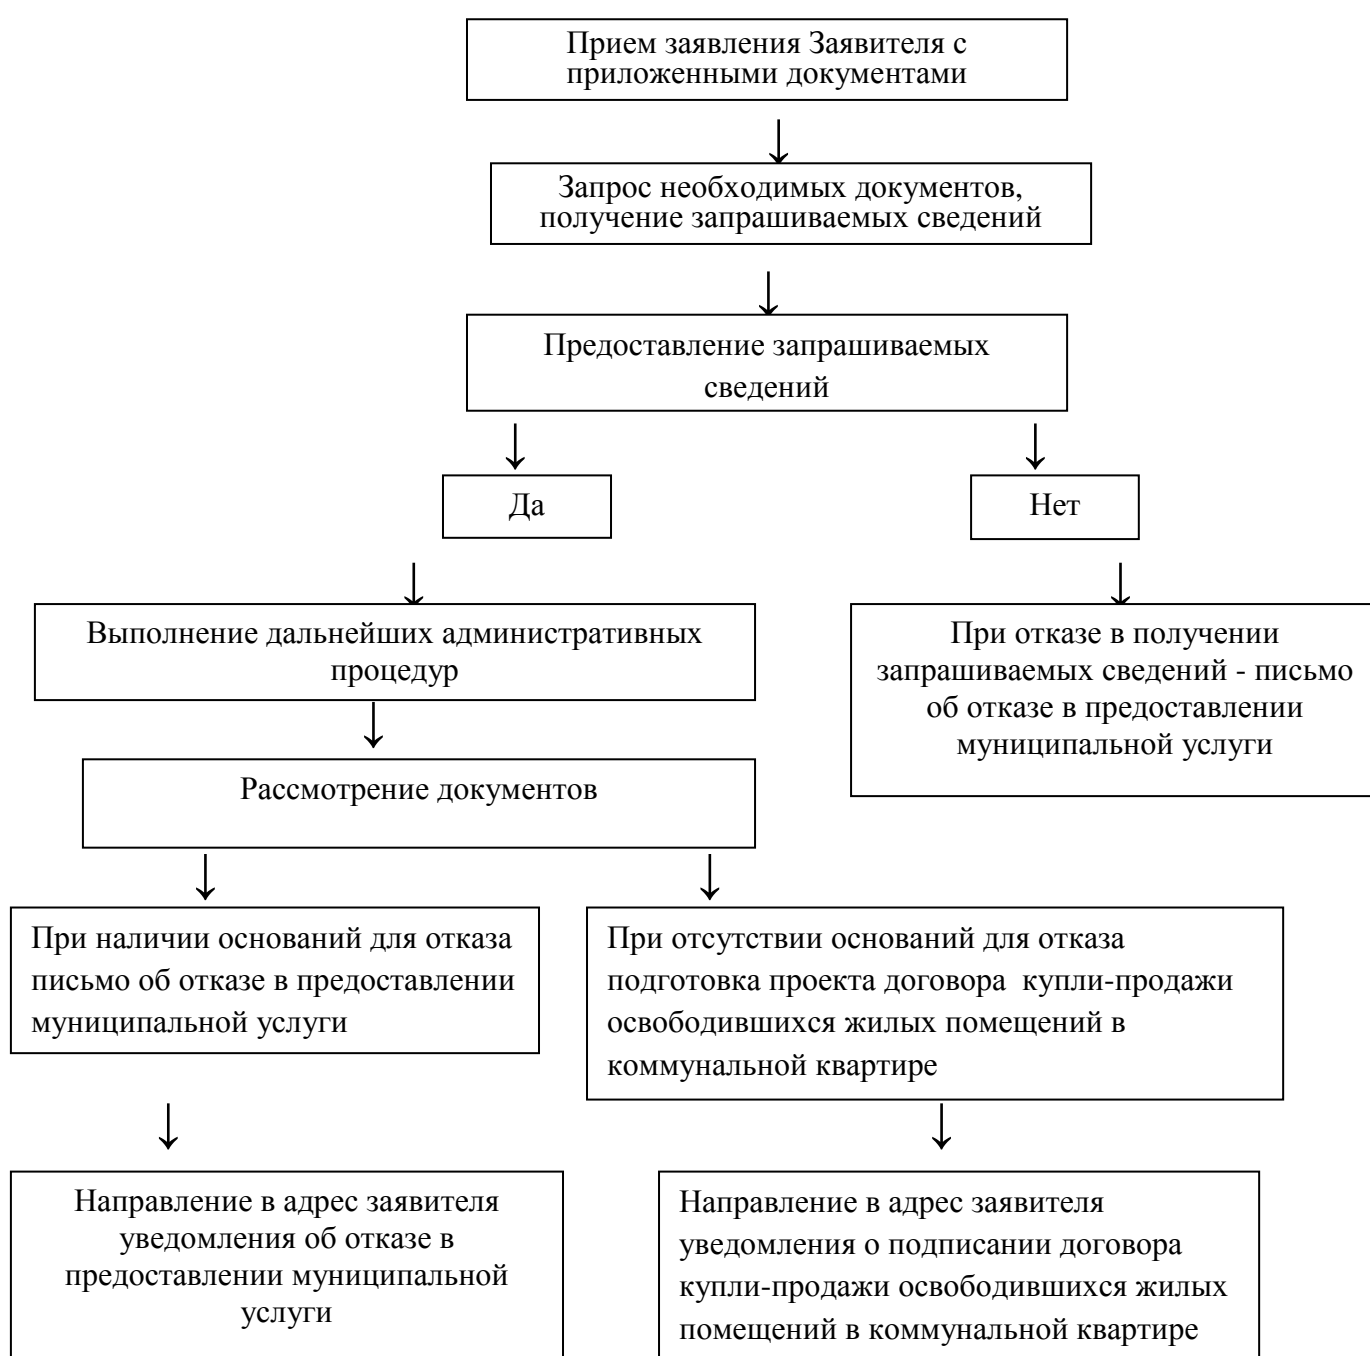 Прием заявления Заявителя с
приложенными документами
Запрос необходимых документов,
получение запрашиваемых сведений
Предоставление запрашиваемых
сведений
Да
Нет
Выполнение дальнейших административных
процедур
При отказе в получении
запрашиваемых сведений - письмо
об отказе в предоставлении
муниципальной услуги
Рассмотрение документов
При наличии оснований для отказа
письмо об отказе в предоставлении
муниципальной услуги
При отсутствии оснований для отказа
подготовка проекта договора  купли-продажи
освободившихся жилых помещений в
коммунальной квартире
Направление в адрес заявителя
уведомления об отказе в
предоставлении муниципальной
услуги
Направление в адрес заявителя
уведомления о подписании договора
купли-продажи освободившихся жилых
помещений в коммунальной квартире